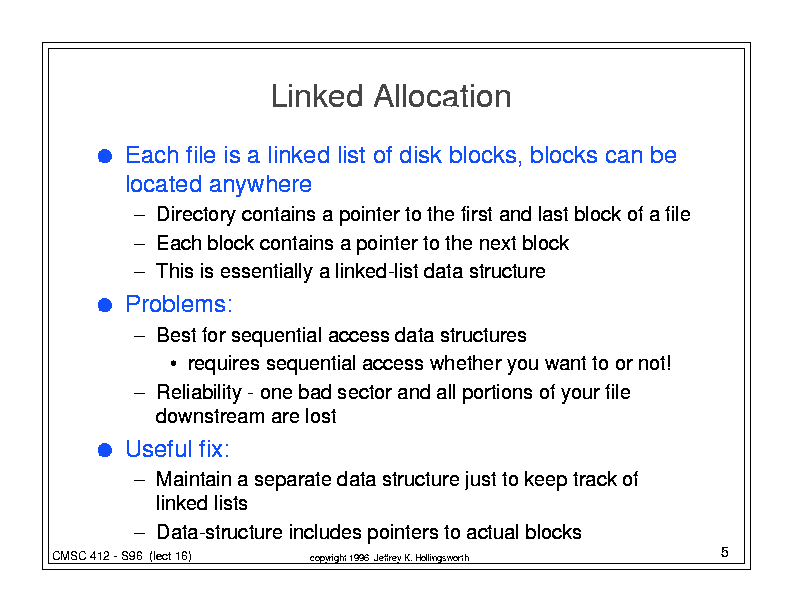 Linked Allocation
● Each file is a linked list of disk blocks, blocks can be
located anywhere
– Directory contains a pointer to the first and last block of a file
– Each block contains a pointer to the next block
– This is essentially a linked-list data structure
● Problems:
– Best for sequential access data structures
• requires sequential access whether you want to or not!
– Reliability - one bad sector and all portions of your file
downstream are lost
● Useful fix:
– Maintain a separate data structure just to keep track of
linked lists
– Data-structure includes pointers to actual blocks
CMSC 412 - S96 (lect 16)
copyright 1996 Jeffrey K. Hollingsworth
5